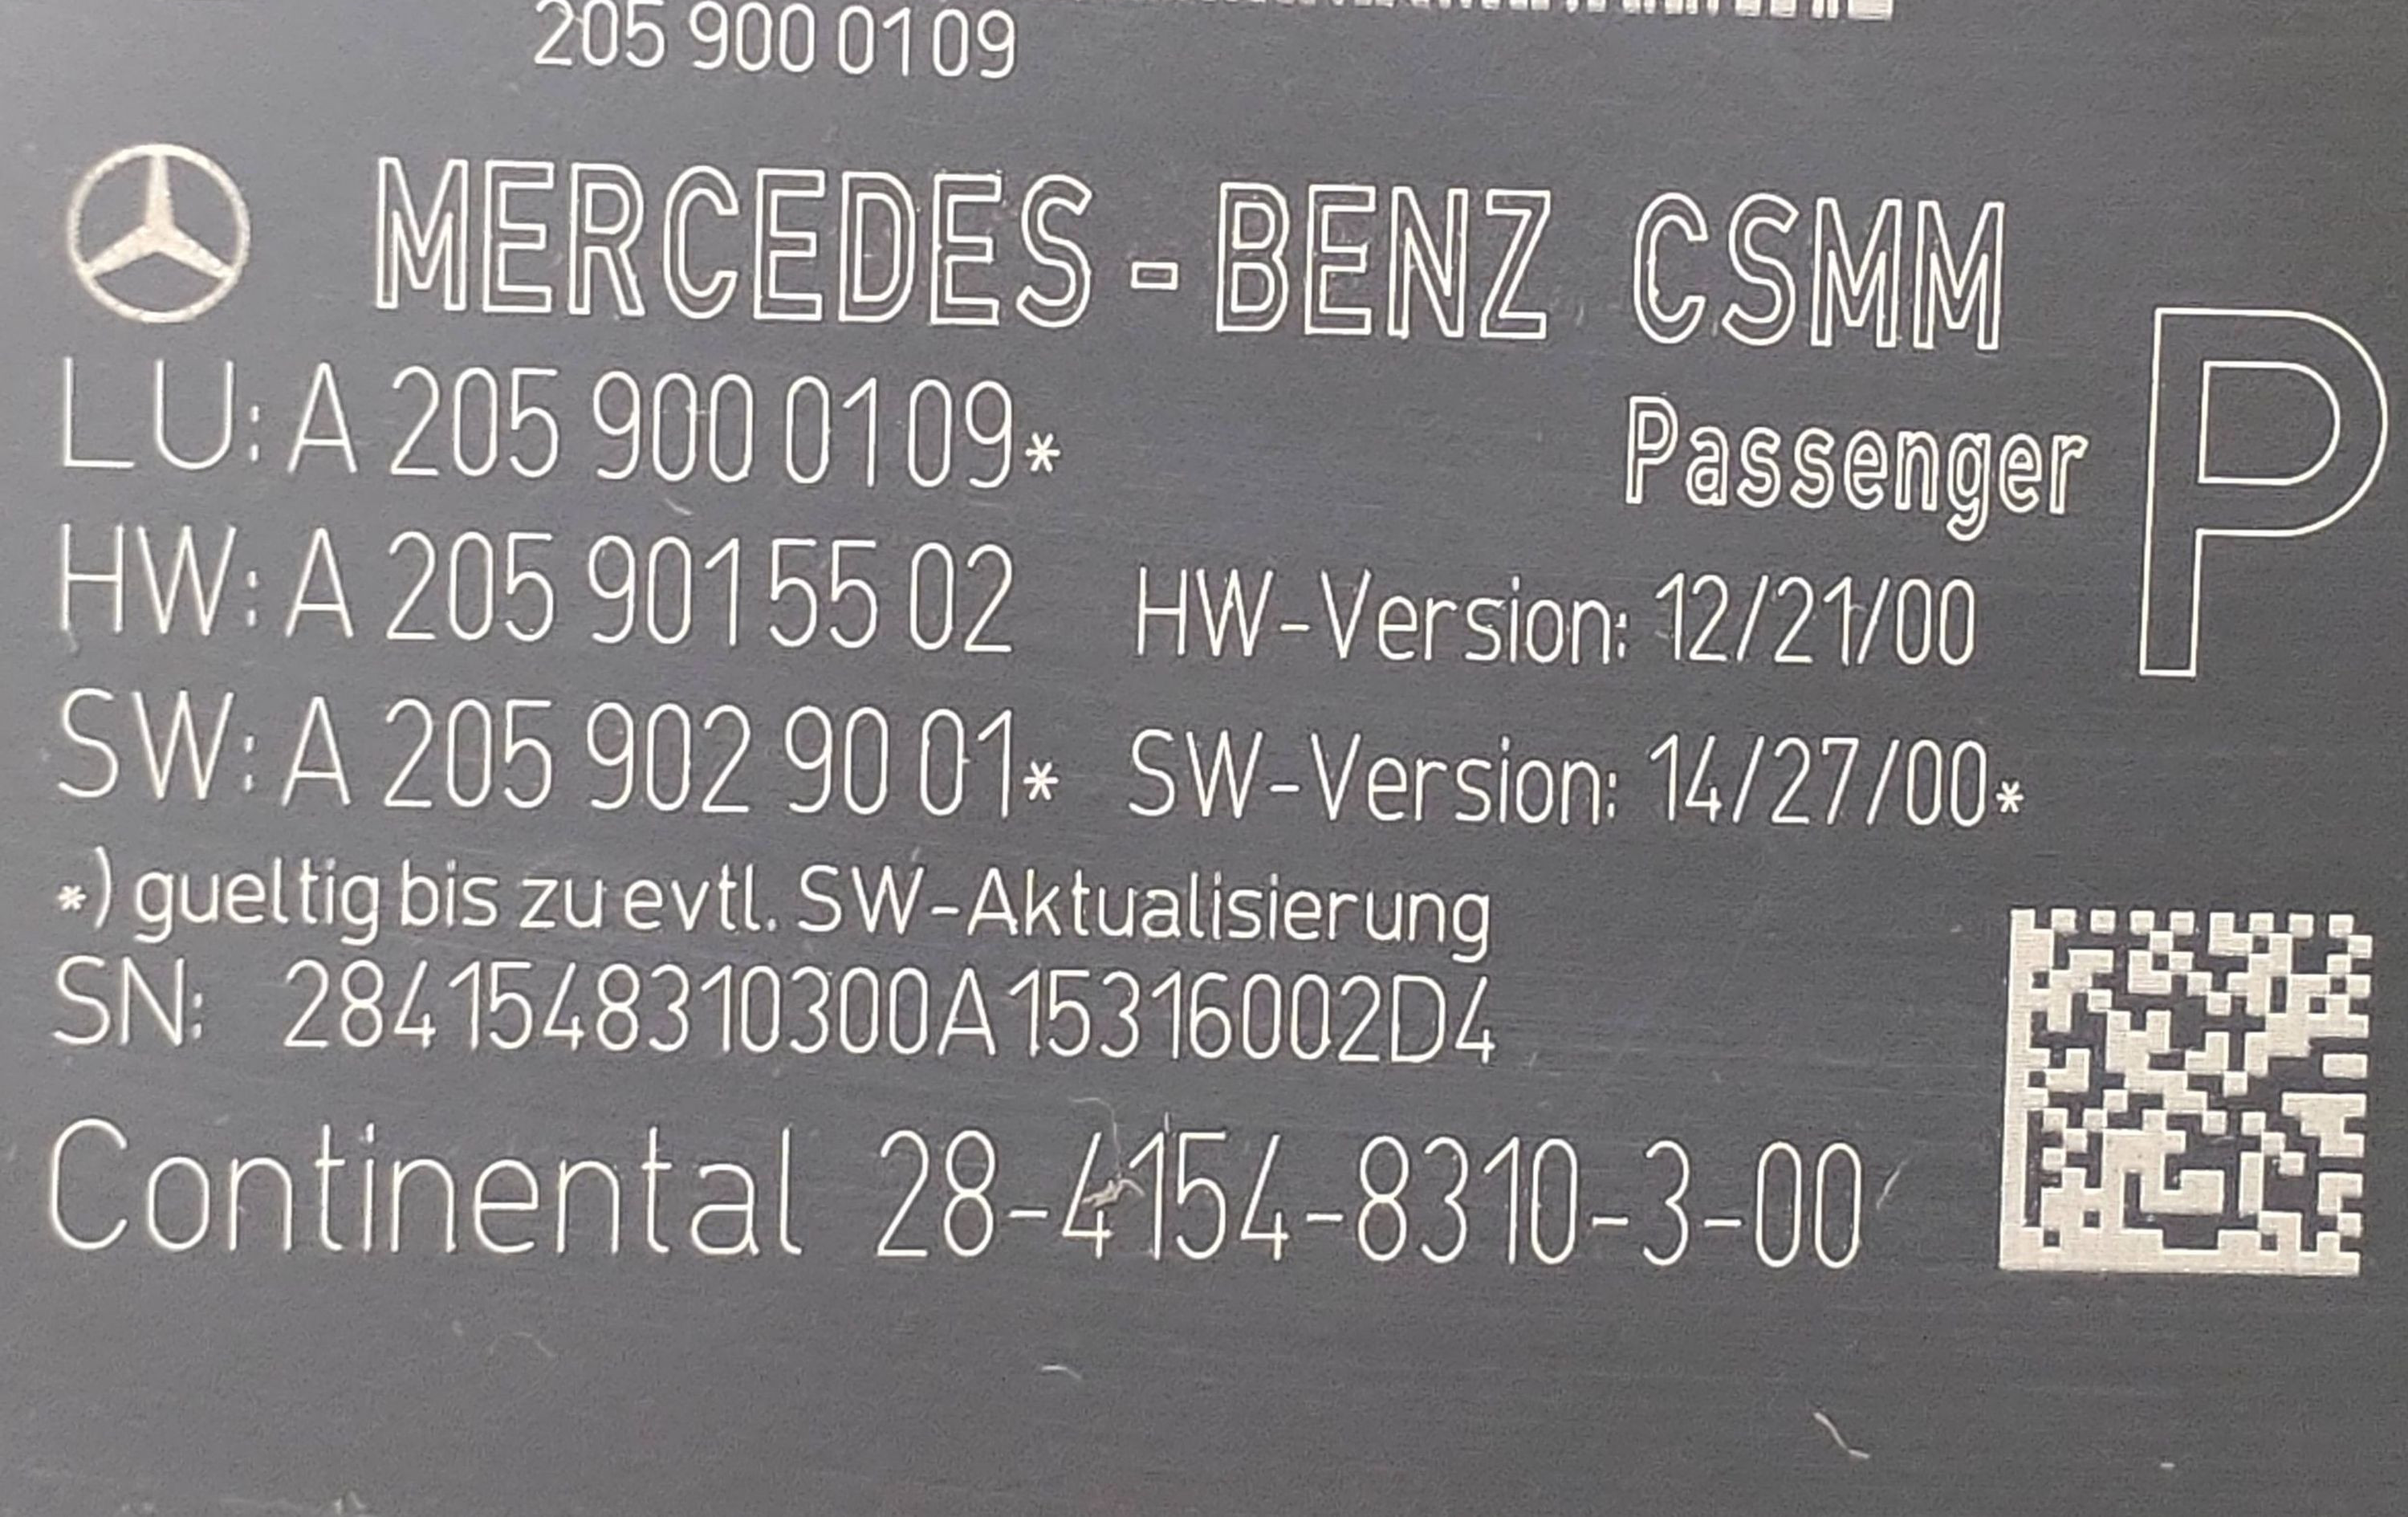 205 900 01 09
MERCEDES - BENZ CSMM
LU: A 205 900 01 09*
Passenger
P
HW: A 205 901 55 02 HW-Version: 12/21/00
SW: A 205 902 90 01* SW-Version: 14/27/00*
*) gueltig bis zu evtl. SW-Aktualisierung
SN: 2841548310300A15316002D4
Continental 28-4154-8310-3-00